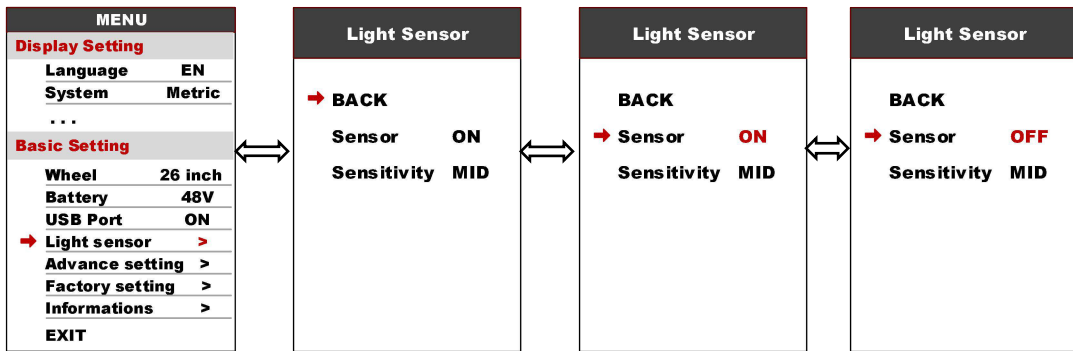 MENU
Display Setting
Language EN
System Metric
...
Basic Setting
Wheel 26 inch
Battery 48V
USB Port ON
Light sensor >
Advance setting >
Factory setting >
Informations >
EXIT
Light Sensor
BACK
Sensor ON
Sensitivity MID
Light Sensor
BACK
Sensor ON
Sensitivity MID
Light Sensor
BACK
Sensor OFF
Sensitivity MID